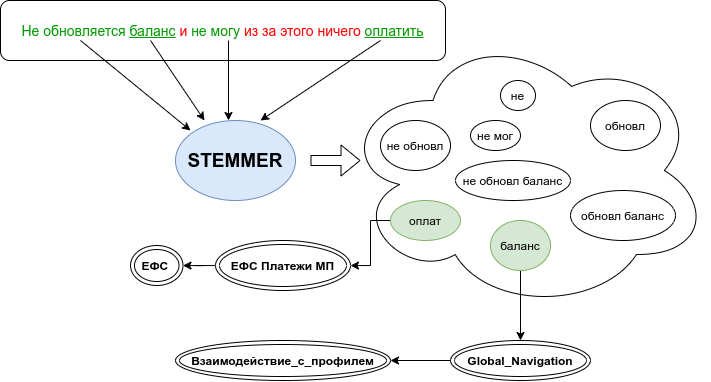 Не обновляется баланс и не могу из за этого ничего оплатить
STEMMER
не
не обновл
не мог
обновл
не обновл баланс
обновл баланс
оплат
баланс
ЕФС
ЕФС Платежи МП
Взаимодействие_с_профилем
Global_Navigation